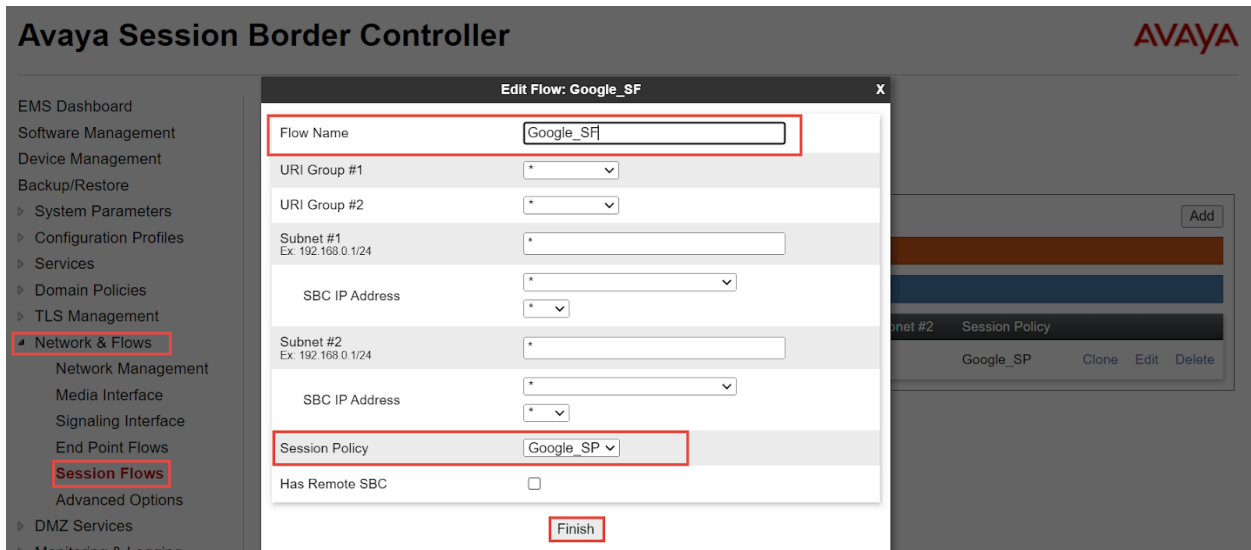 Avaya Session Border Controller
AVAYA
EMS Dashboard
Software Management
Device Management
Backup/Restore
System Parameters
Configuration Profiles
Services
Domain Policies
TLS Management
Network & Flows
Network Management
Media Interface
Signaling Interface
End Point Flows
Session Flows
Advanced Options
DMZ Services
Monitoring & Logging
Edit Flow: Google_SF X
Flow Name Google_SF
URI Group #1 *
URI Group #2 *
Subnet #1 *
Ex: 192.168.0.1/24
SBC IP Address *
*
Subnet #2 *
Ex: 192.168.0.1/24
SBC IP Address *
*
Session Policy Google_SP
Has Remote SBC
Finish
Add
#2 Session Policy
Google_SP Clone Edit Delete